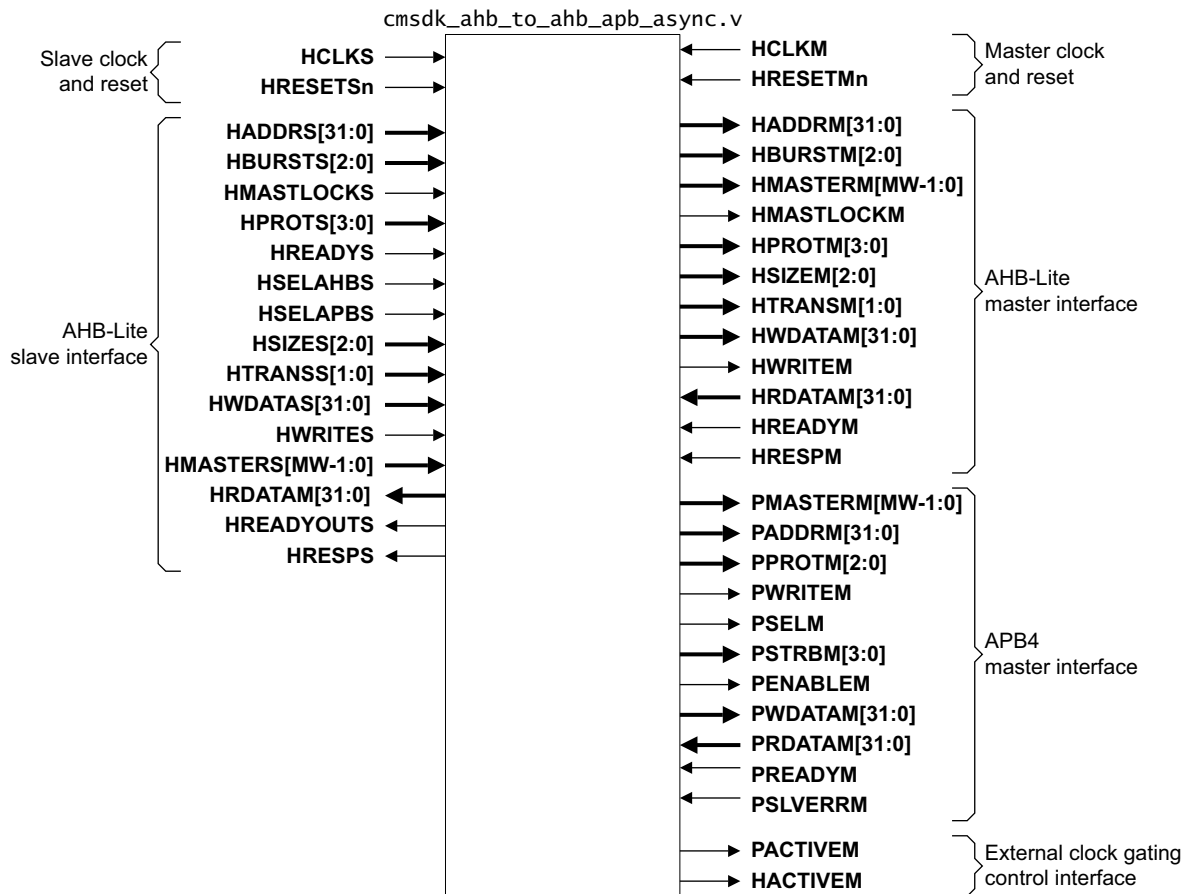 cmsdk_ahb_to_ahb_apb_async.v
Slave clock
and reset
HCLKS
HRESETSn
AHB-Lite
slave interface
HADDRS[31:0]
HBURSTS[2:0]
HMASTLOCKS
HPROTS[3:0]
HREADYS
HSELAHBS
HSELAPBS
HSIZES[2:0]
HTRANSS[1:0]
HWDATAS[31:0]
HWRITES
HMASTERS[MW-1:0]
HRDATAM[31:0]
HREADYOUTS
HRESPS
HCLKM
HRESETMn
Master clock
and reset
HADDRM[31:0]
HBURSTM[2:0]
HMASTERM[MW-1:0]
HMASTLOCKM
HPROTM[3:0]
HSIZEM[2:0]
HTRANSM[1:0]
HWDATAM[31:0]
HWRITEM
HRDATAM[31:0]
HREADYM
HRESPM
AHB-Lite
master interface
PMASTERM[MW-1:0]
PADDRM[31:0]
PPROTM[2:0]
PWRITEM
PSELM
PSTRBM[3:0]
PENABLEM
PWDATAM[31:0]
PRDATAM[31:0]
PREADYM
PSLVERRM
APB4
master interface
PACTIVEM
HACTIVEM
External clock gating
control interface